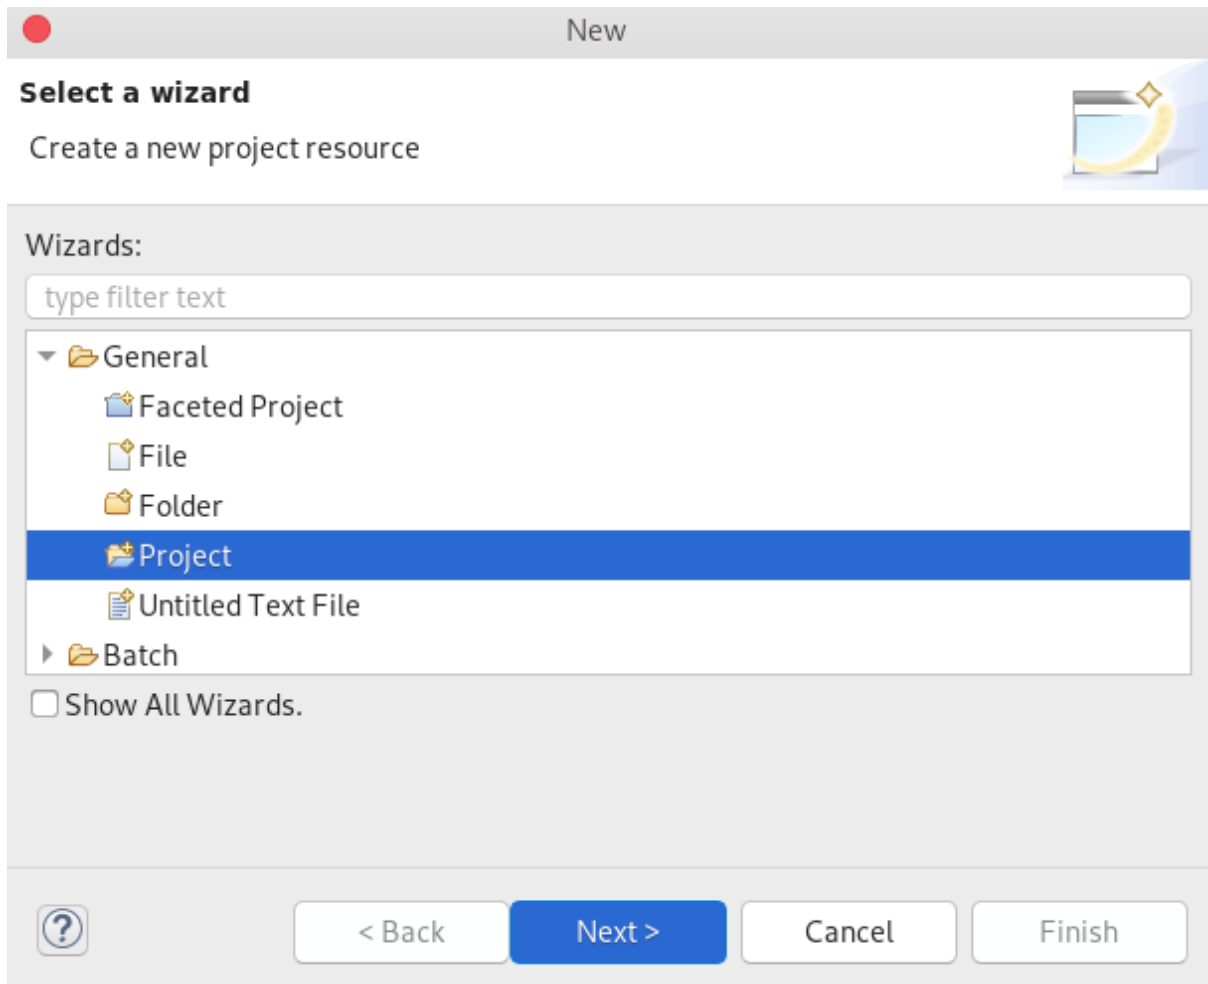 New
Select a wizard
Create a new project resource
Wizards:
type filter text
General
Faceted Project
File
Folder
Project
Untitled Text File
Batch
Show All Wizards.
?
< Back
Next >
Cancel
Finish